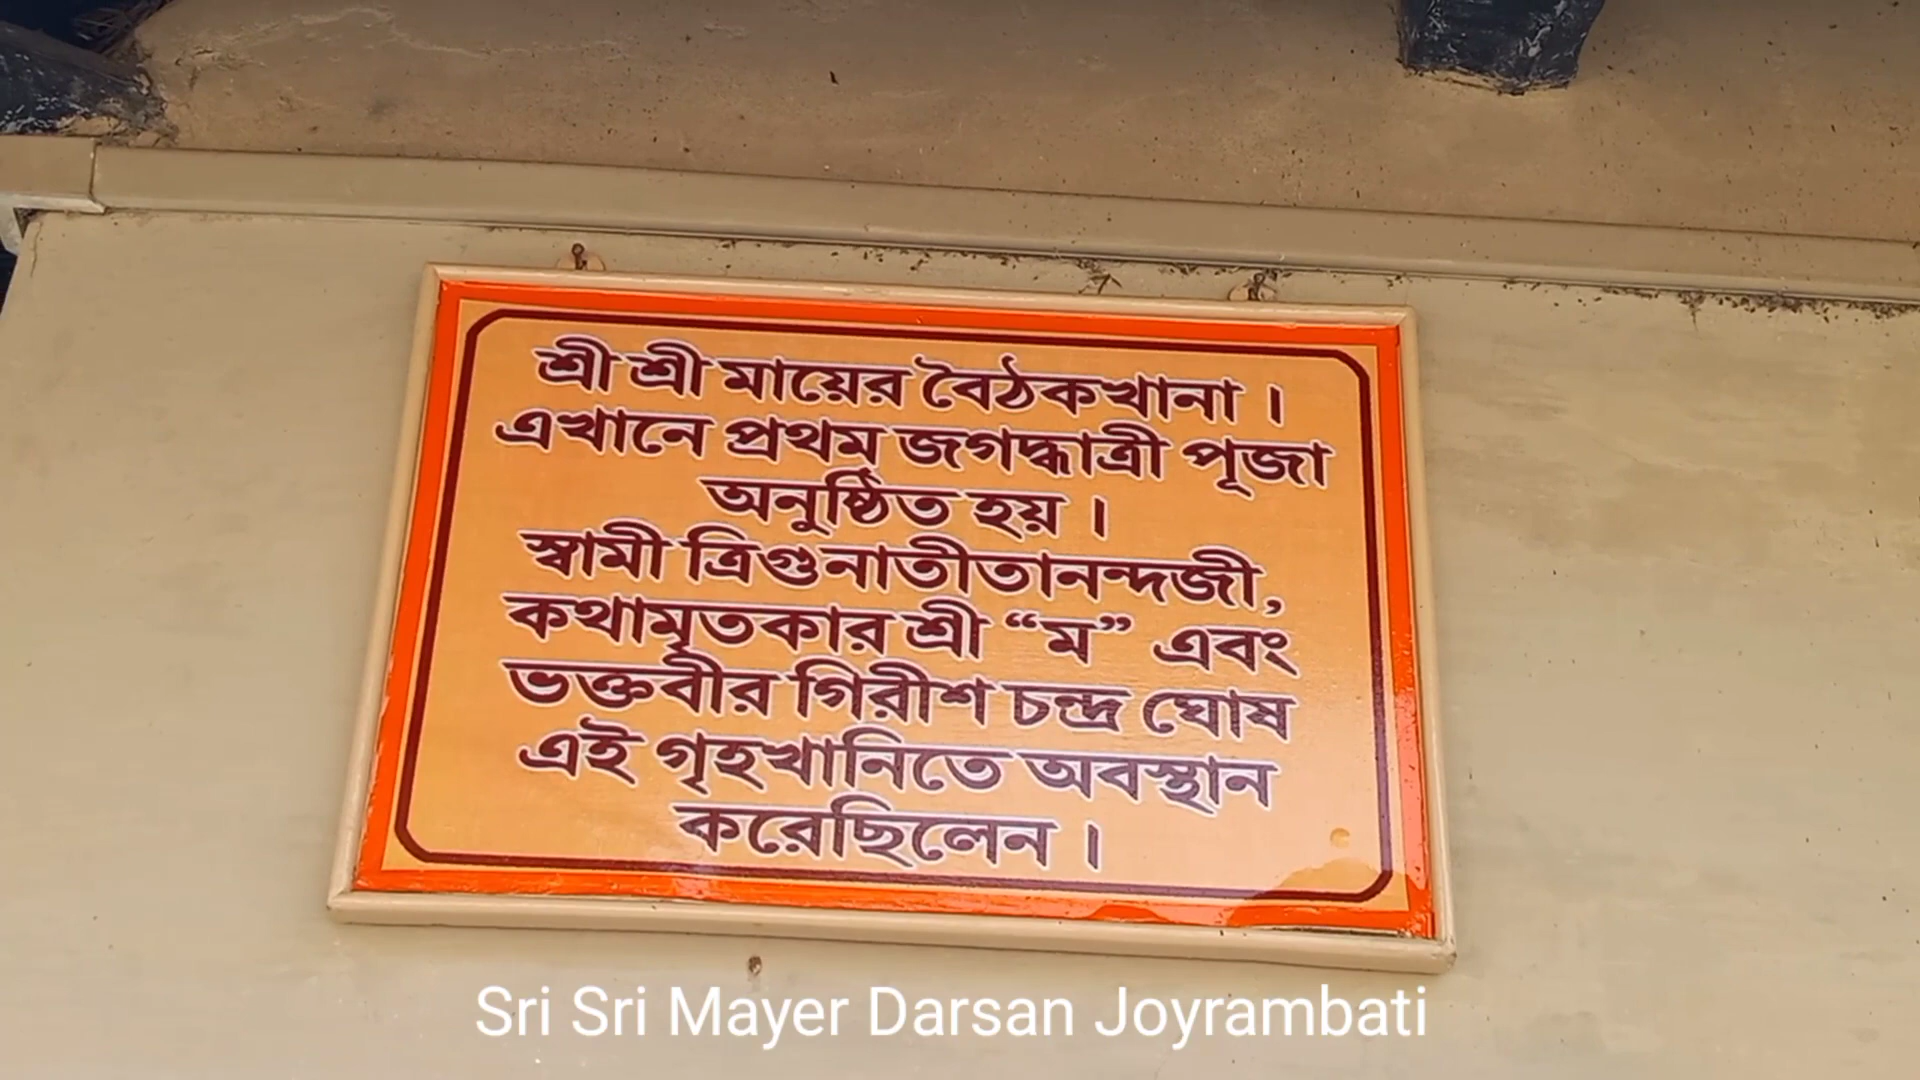 শ্রী শ্রী মায়ের বৈঠকখানা ।
এখানে প্রথম জগদ্ধাত্রী পূজা
অনুষ্ঠিত হয় ।
স্বামী ত্রিগুনাতীতানন্দজী,
কথামৃতকার শ্রী “ম” এবং
ভক্তবীর গিরীশ চন্দ্র ঘোষ
এই গৃহখানিতে অবস্থান
করেছিলেন ।
Sri Sri Mayer Darsan Joyrambati